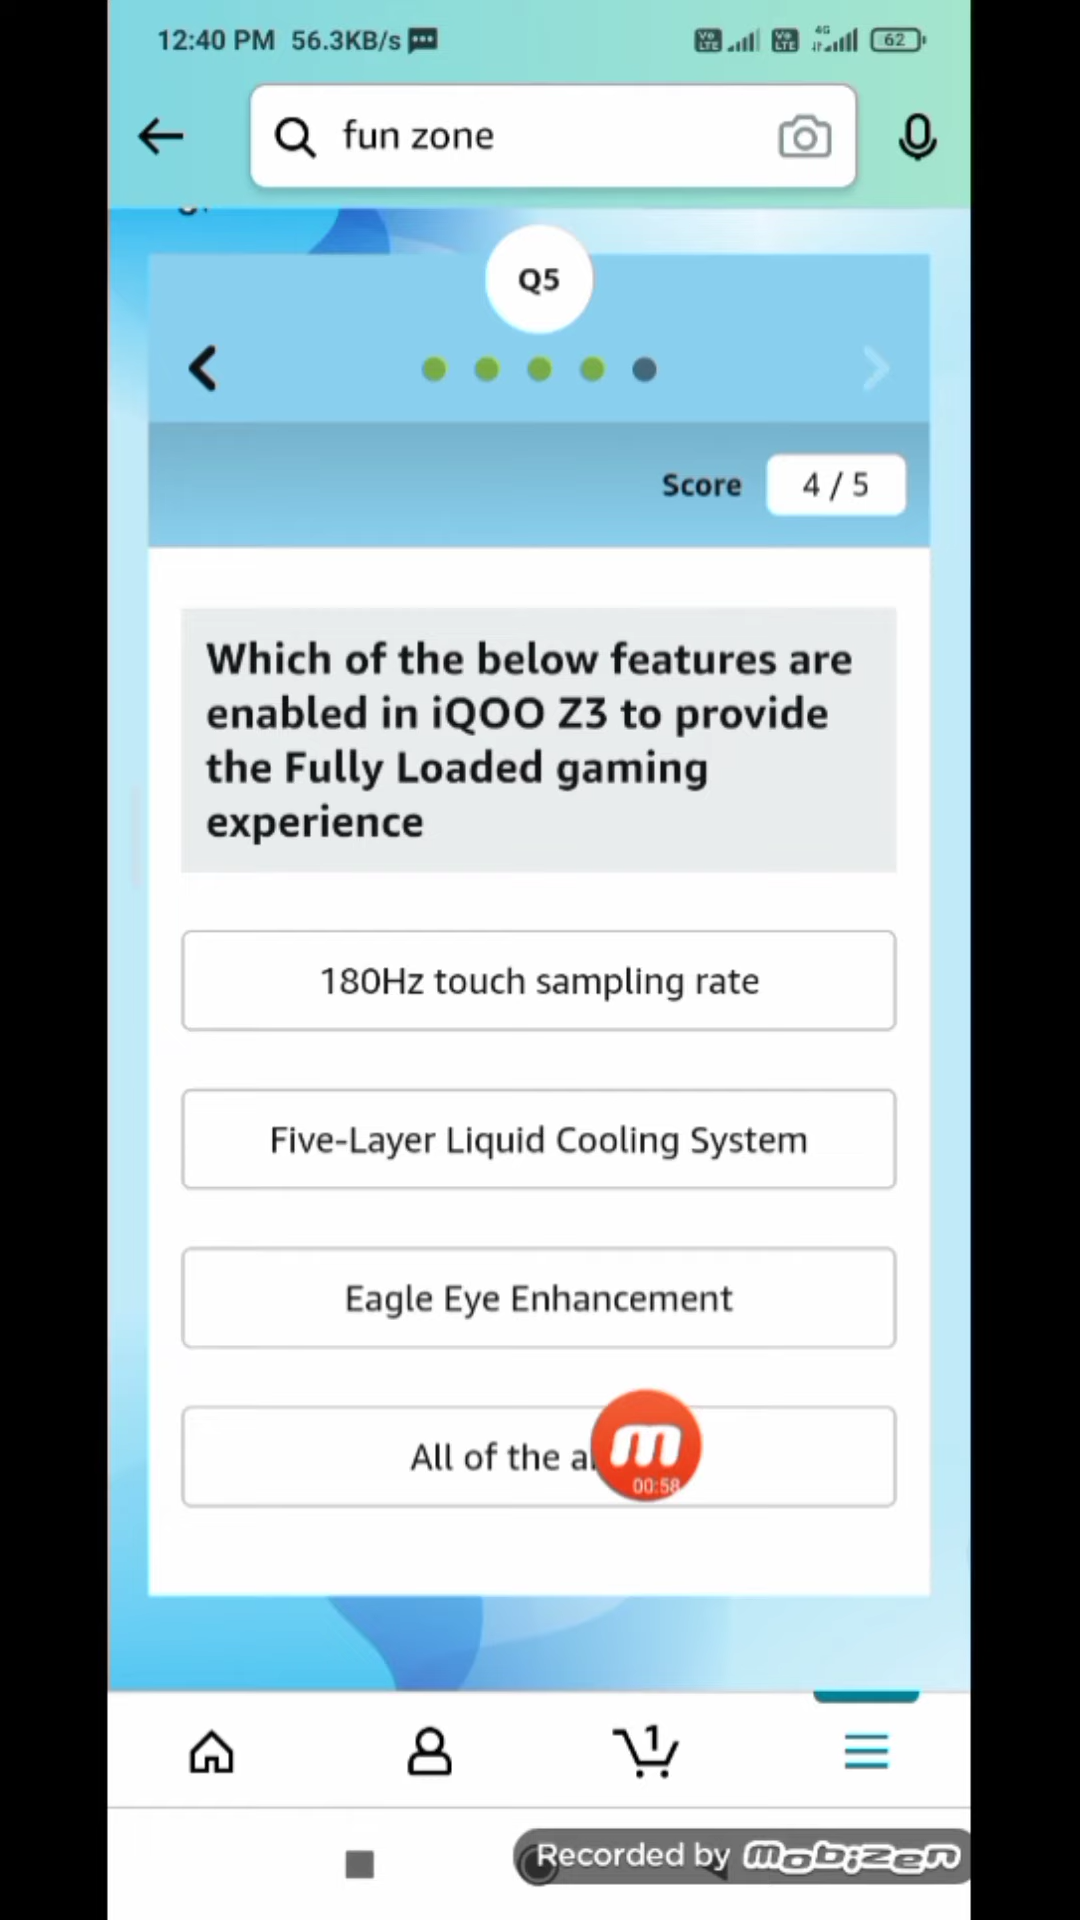 12:40 PM 56.3KB/s 4G 62
fun zone
Q5
Score 4 / 5
Which of the below features are
enabled in iQOO Z3 to provide
the Fully Loaded gaming
experience
180Hz touch sampling rate
Five-Layer Liquid Cooling System
Eagle Eye Enhancement
All of the
m
00:58
1
Recorded by mobizen